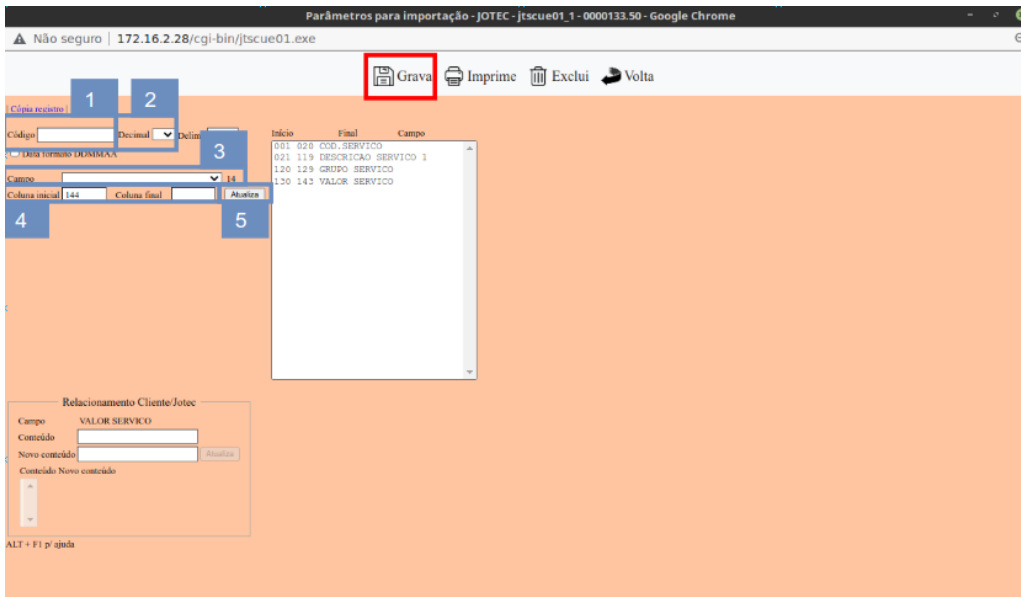 Parâmetros para importação - JOTEC - jtscue01_1 - 0000133.50 - Google Chrome
Não seguro | 172.16.2.28/cgi-bin/jtscue01.exe
Grava Imprime Exclui Volta
1 2
| Cópia registro |
Código Decimal Delim
3
Data formato DDMMAA
Campo 14
Coluna inicial 144 Coluna final Atualiza
4 5
Início Final Campo
001 020 COD.SERVICO
021 119 DESCRICAO SERVICO 1
120 129 GRUPO SERVICO
130 143 VALOR SERVICO
Relacionamento Cliente/Jotec
Campo VALOR SERVICO
Conteúdo
Novo conteúdo Atualiza
Conteúdo Novo conteúdo
ALT + F1 p/ ajuda